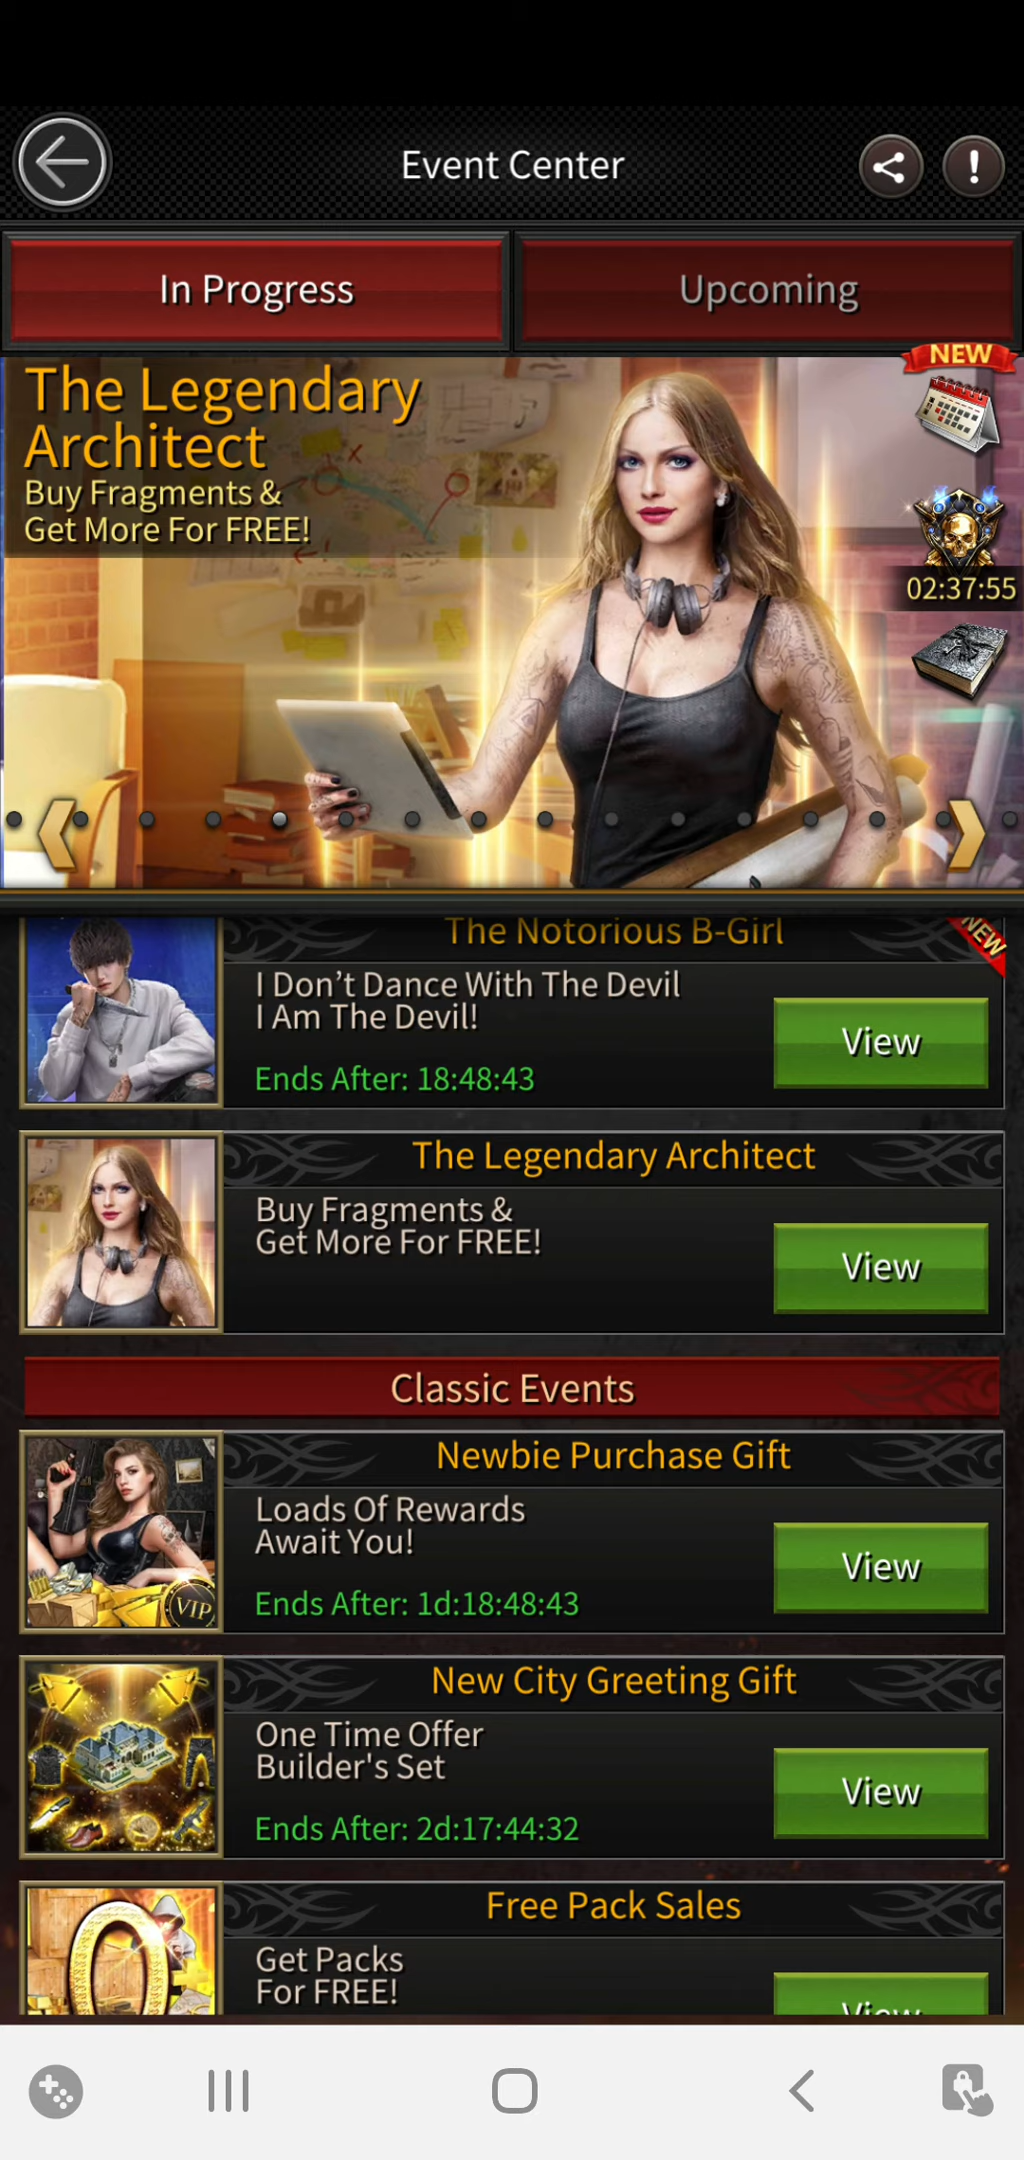 Event Center
In Progress
Upcoming
The Legendary
Architect
Buy Fragments &
Get More For FREE!
NEW
02:37:55
The Notorious B-Girl
NEW
I Don’t Dance With The Devil
I Am The Devil!
Ends After: 18:48:43
View
The Legendary Architect
Buy Fragments &
Get More For FREE!
View
Classic Events
Newbie Purchase Gift
Loads Of Rewards
Await You!
Ends After: 1d:18:48:43
View
VIP
New City Greeting Gift
One Time Offer
Builder's Set
Ends After: 2d:17:44:32
View
Free Pack Sales
Get Packs
For FREE!
View
0